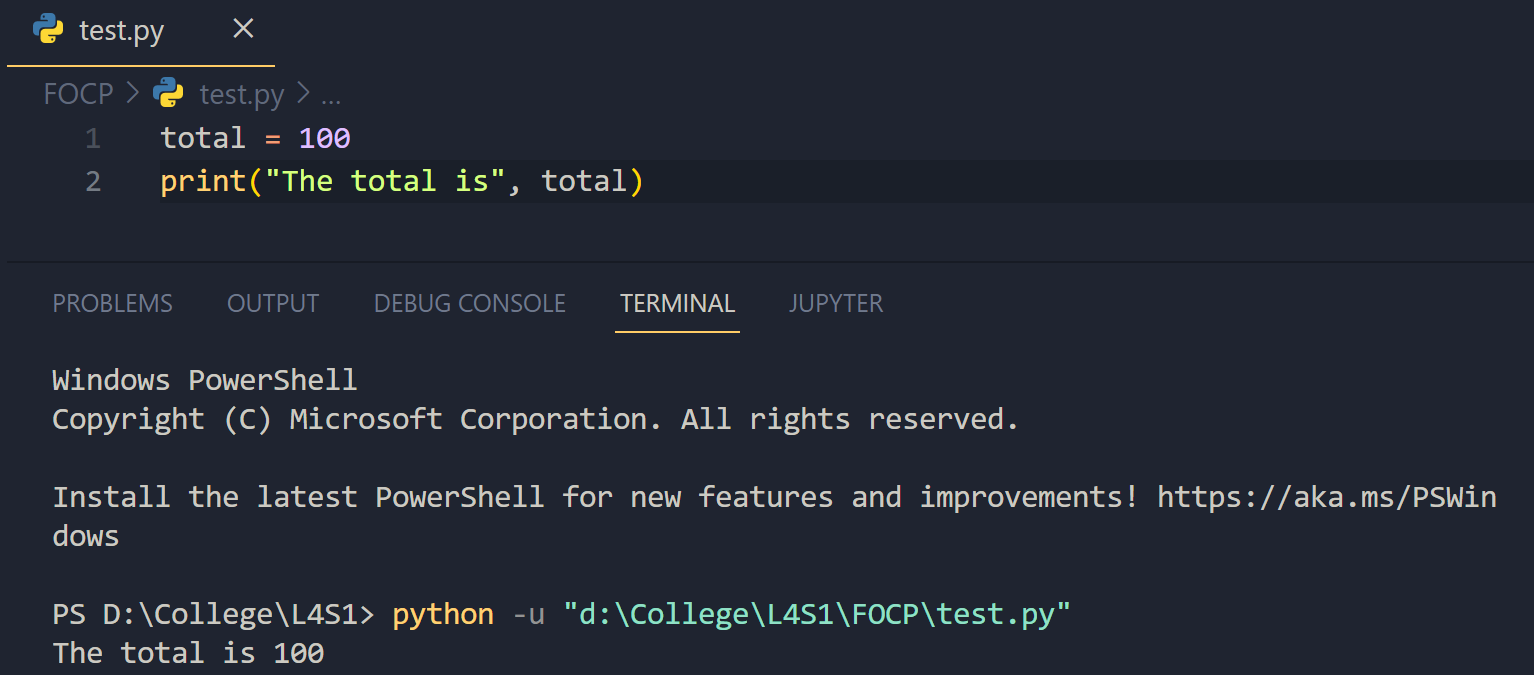 test.py
FOCP > test.py > ...
1 total = 100
2 print("The total is", total)
PROBLEMS OUTPUT DEBUG CONSOLE TERMINAL JUPYTER
Windows PowerShell
Copyright (C) Microsoft Corporation. All rights reserved.
Install the latest PowerShell for new features and improvements! https://aka.ms/PSWin
dows
PS D:\College\L4S1> python -u "d:\College\L4S1\FOCP\test.py"
The total is 100